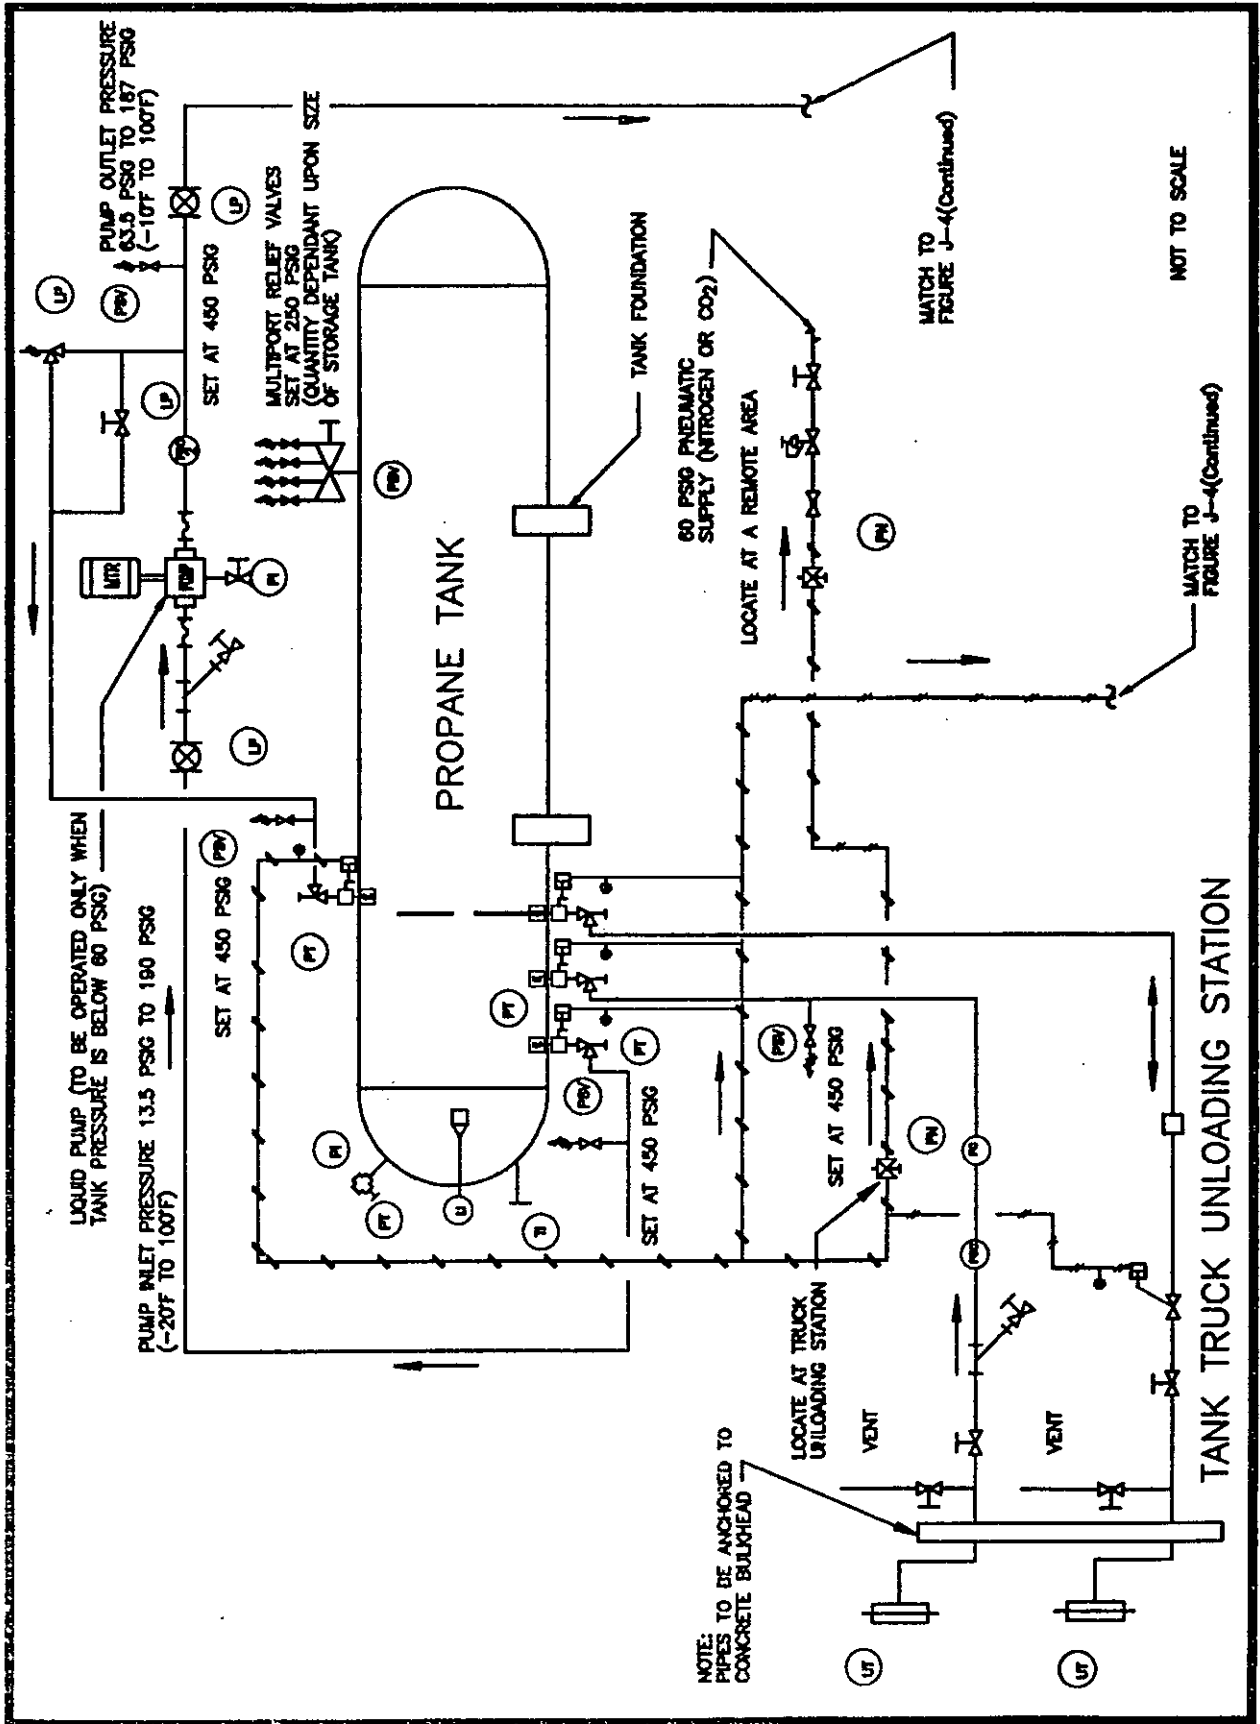 PUMP OUTLET PRESSURE
63.5 PSIG TO 187 PSIG
(-10°F TO 100°F)
LP
PSV
LP
LP
SET AT 450 PSIG
MULTIPORT RELIEF VALVES
SET AT 250 PSIG
(QUANTITY DEPENDANT UPON SIZE
OF STORAGE TANK)
PSV
MTR
PUMP
PI
LIQUID PUMP (TO BE OPERATED ONLY WHEN
TANK PRESSURE IS BELOW 60 PSIG)
LP
PUMP INLET PRESSURE 13.5 PSIG TO 190 PSIG
(-20°F TO 100°F)
SET AT 450 PSIG
PSV
PT
PROPANE TANK
TANK FOUNDATION
PI
PT
LI
TI
PT
PT
PSV
SET AT 450 PSIG
60 PSIG PNEUMATIC
SUPPLY (NITROGEN OR CO2)
LOCATE AT A REMOTE AREA
PN
MATCH TO
FIGURE J-4(Continued)
MATCH TO
FIGURE J-4(Continued)
NOT TO SCALE
PSV
SET AT 450 PSIG
PN
FG
LOCATE AT TRUCK
UNLOADING STATION
VENT
VENT
NOTE:
PIPES TO BE ANCHORED TO
CONCRETE BULKHEAD
UT
UT
TANK TRUCK UNLOADING STATION